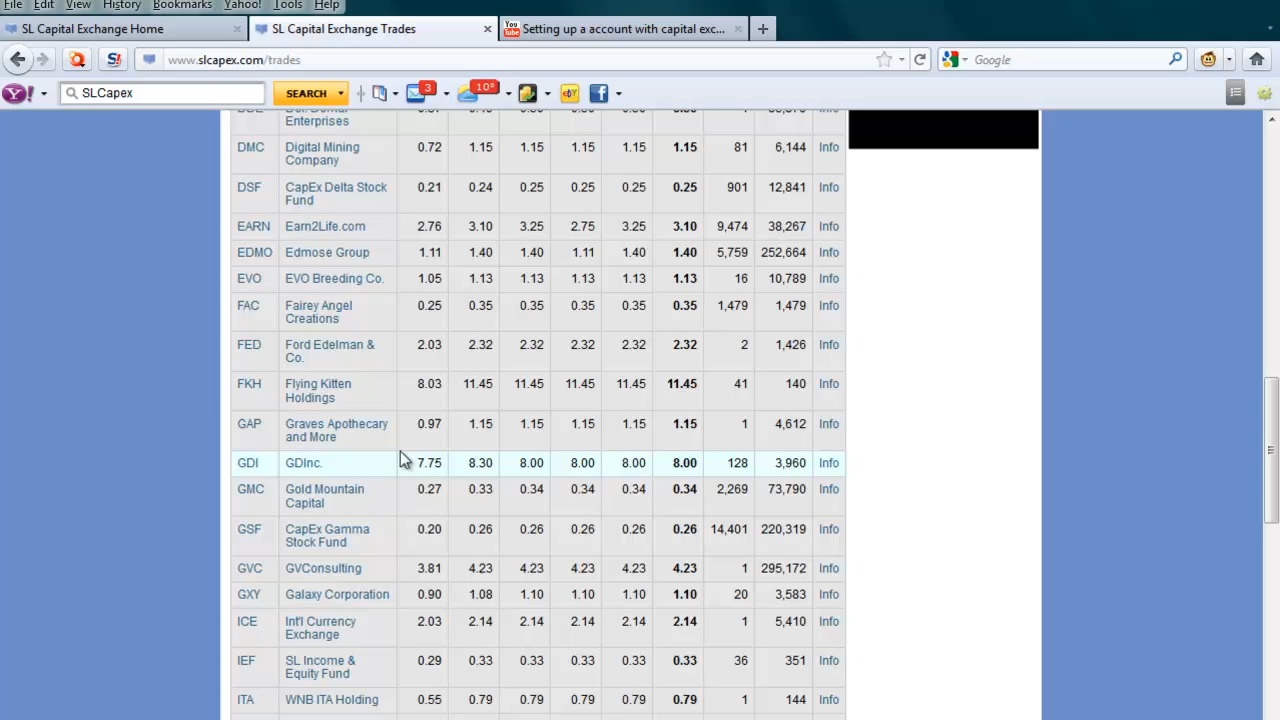 File Edit View History Bookmarks Yahoo! Tools Help
SL Capital Exchange Home × SL Capital Exchange Trades × You Tube Setting up a account with capital exc... × +
S! www.slcapex.com/trades Google
Y! SLCapex SEARCH 3 10° ebY f
Enterprises
DMC Digital Mining Company 0.72 1.15 1.15 1.15 1.15 1.15 81 6,144 Info
DSF CapEx Delta Stock Fund 0.21 0.24 0.25 0.25 0.25 0.25 901 12,841 Info
EARN Earn2Life.com 2.76 3.10 3.25 2.75 3.25 3.10 9,474 38,267 Info
EDMO Edmose Group 1.11 1.40 1.40 1.11 1.40 1.40 5,759 252,664 Info
EVO EVO Breeding Co. 1.05 1.13 1.13 1.13 1.13 1.13 16 10,789 Info
FAC Fairey Angel Creations 0.25 0.35 0.35 0.35 0.35 0.35 1,479 1,479 Info
FED Ford Edelman & Co. 2.03 2.32 2.32 2.32 2.32 2.32 2 1,426 Info
FKH Flying Kitten Holdings 8.03 11.45 11.45 11.45 11.45 11.45 41 140 Info
GAP Graves Apothecary and More 0.97 1.15 1.15 1.15 1.15 1.15 1 4,612 Info
GDI GDInc. 7.75 8.30 8.00 8.00 8.00 8.00 128 3,960 Info
GMC Gold Mountain Capital 0.27 0.33 0.34 0.34 0.34 0.34 2,269 73,790 Info
GSF CapEx Gamma Stock Fund 0.20 0.26 0.26 0.26 0.26 0.26 14,401 220,319 Info
GVC GVConsulting 3.81 4.23 4.23 4.23 4.23 4.23 1 295,172 Info
GXY Galaxy Corporation 0.90 1.08 1.10 1.10 1.10 1.10 20 3,583 Info
ICE Int'l Currency Exchange 2.03 2.14 2.14 2.14 2.14 2.14 1 5,410 Info
IEF SL Income & Equity Fund 0.29 0.33 0.33 0.33 0.33 0.33 36 351 Info
ITA WNB ITA Holding 0.55 0.79 0.79 0.79 0.79 0.79 1 144 Info